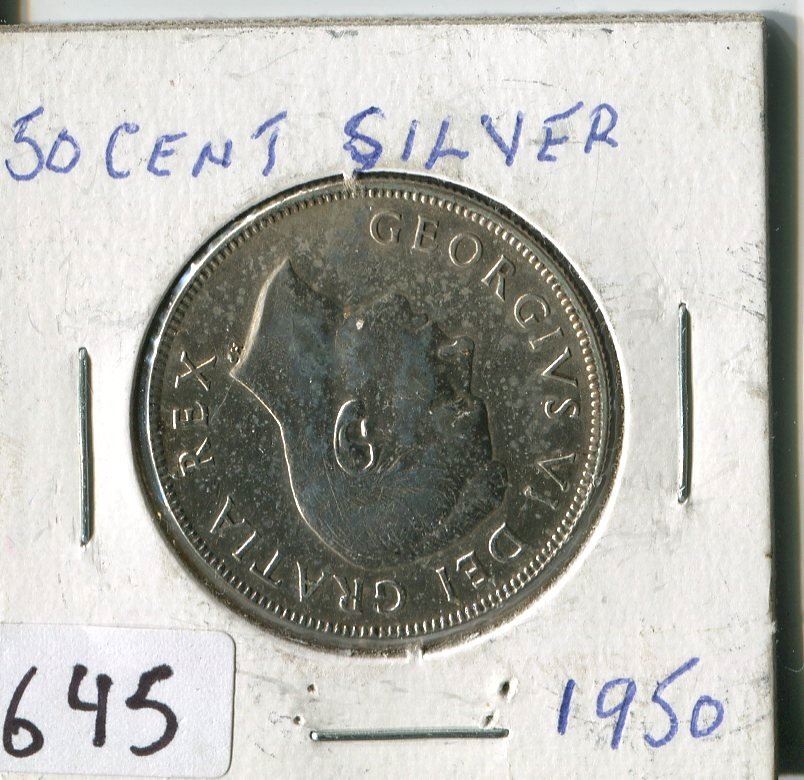 50 CENT SILVER
GEORGIVS VI DEI GRATIA REX
645
1950